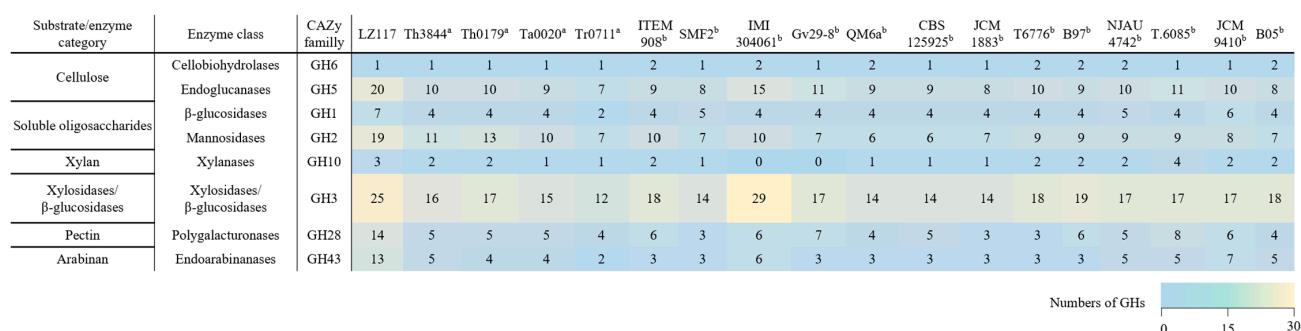 Substrate/enzyme category Enzyme class CAZy familly LZ117 Th3844a Th0179a Ta0020a Tr0711a ITEM 908b SMF2b IMI 304061b Gv29-8b QM6ab CBS 125925b JCM 1883b T6776b B97b NJAU 4742b T.6085b JCM 9410b B05b
Cellulose Cellobiohydrolases GH6 1 1 1 1 1 2 1 2 1 2 1 1 2 2 2 1 1 2
Endoglucanases GH5 20 10 10 9 7 9 8 15 11 9 9 8 10 9 10 11 10 8
Soluble oligosaccharides β-glucosidases GH1 7 4 4 4 2 4 5 4 4 4 4 4 4 4 5 4 6 4
Mannosidases GH2 19 11 13 10 7 10 7 10 7 6 6 7 9 9 9 9 8 7
Xylan Xylanases GH10 3 2 2 1 1 2 1 0 0 1 1 1 2 2 2 4 2 2
Xylosidases/ β-glucosidases Xylosidases/ β-glucosidases GH3 25 16 17 15 12 18 14 29 17 14 14 14 18 19 17 17 17 18
Pectin Polygalacturonases GH28 14 5 5 5 4 6 3 6 7 4 5 3 3 6 5 8 6 4
Arabinan Endoarabinanases GH43 13 5 4 4 2 3 3 6 3 3 3 3 3 3 5 5 7 5
Numbers of GHs
0 15 30